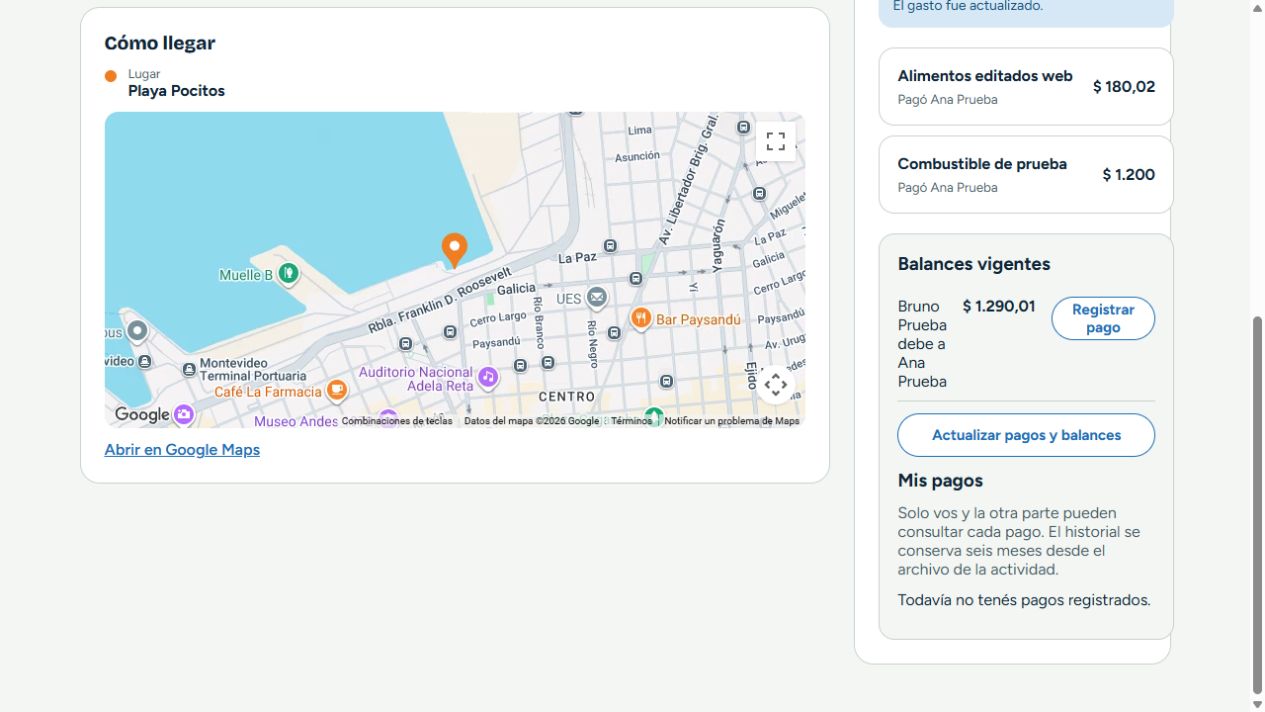 Cómo llegar
Lugar
Playa Pocitos
Lima
Asunción
Av. Libertador Brig. Gral.
Miguelete
La Paz
Yaguarón
La Paz
Galicia
Muelle B
Rbla. Franklin D. Roosevelt
Galicia
UES
Yí
Cerro Largo
Río Branco
Cerro Largo
Bar Paysandú
Paysandú
Paysandú
Río Negro
Av. Urug
Montevideo
Terminal Portuaria
Auditorio Nacional
Adela Reta
Ejido
Café La Farmacia
CENTRO
Google
Museo Andes
Combinaciones de teclas
Datos del mapa ©2026 Google
Términos
Notificar un problema de Maps
Abrir en Google Maps
El gasto fue actualizado.
Alimentos editados web
Pagó Ana Prueba
$ 180,02
Combustible de prueba
Pagó Ana Prueba
$ 1.200
Balances vigentes
Bruno
Prueba
debe a
Ana
Prueba
$ 1.290,01
Registrar
pago
Actualizar pagos y balances
Mis pagos
Solo vos y la otra parte pueden
consultar cada pago. El historial se
conserva seis meses desde el
archivo de la actividad.
Todavía no tenés pagos registrados.